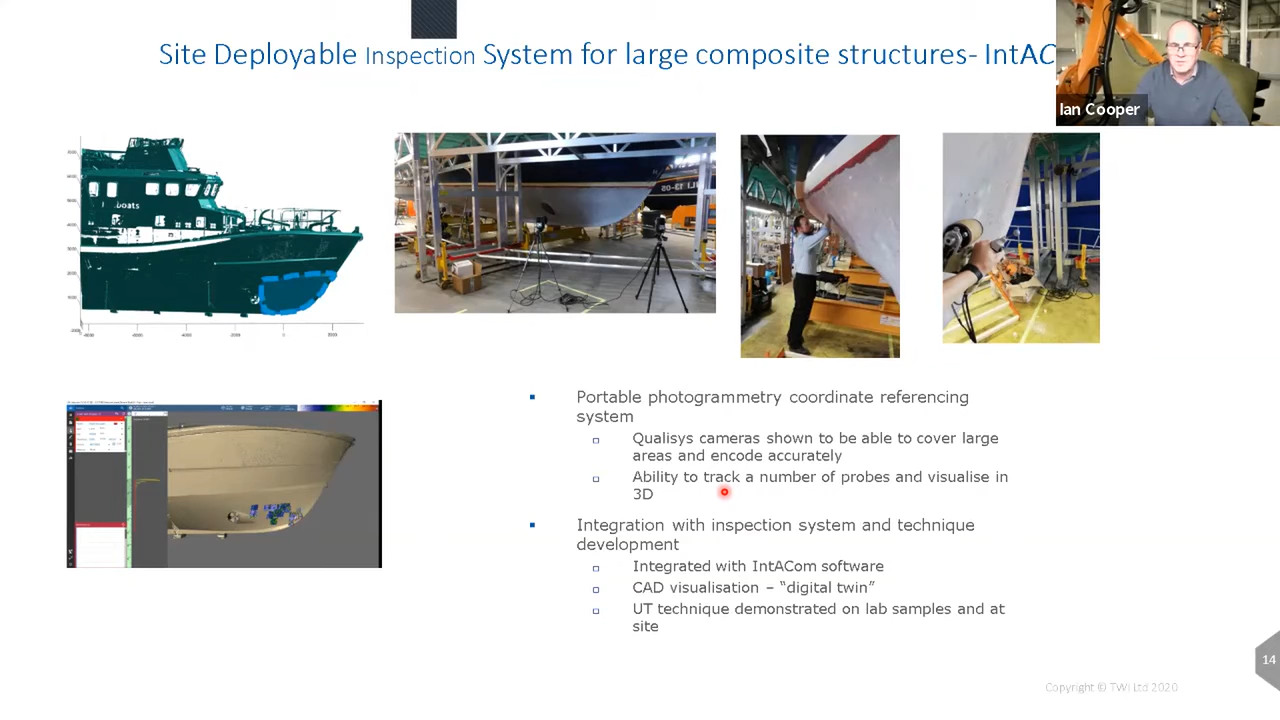 Site Deployable Inspection System for large composite structures- IntAC
Ian Cooper
boats
Portable photogrammetry coordinate referencing
system
Qualisys cameras shown to be able to cover large
areas and encode accurately
Ability to track a number of probes and visualise in
3D
Integration with inspection system and technique
development
Integrated with IntACom software
CAD visualisation – “digital twin”
UT technique demonstrated on lab samples and at
site
14
Copyright © TWI Ltd 2020